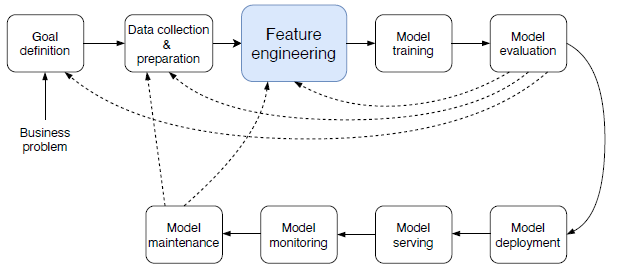 Goal
definition
Data collection
&
preparation
Feature
engineering
Model
training
Model
evaluation
Business
problem
Model
maintenance
Model
monitoring
Model
serving
Model
deployment